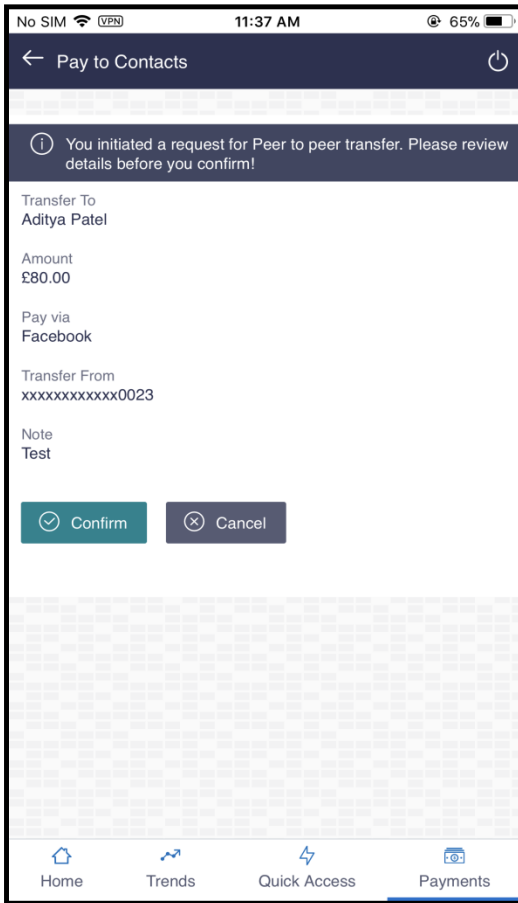 No SIM VPN 11:37 AM 65%
Pay to Contacts
You initiated a request for Peer to peer transfer. Please review
details before you confirm!
Transfer To
Aditya Patel
Amount
£80.00
Pay via
Facebook
Transfer From
xxxxxxxxxxxx0023
Note
Test
Confirm Cancel
Home Trends Quick Access Payments